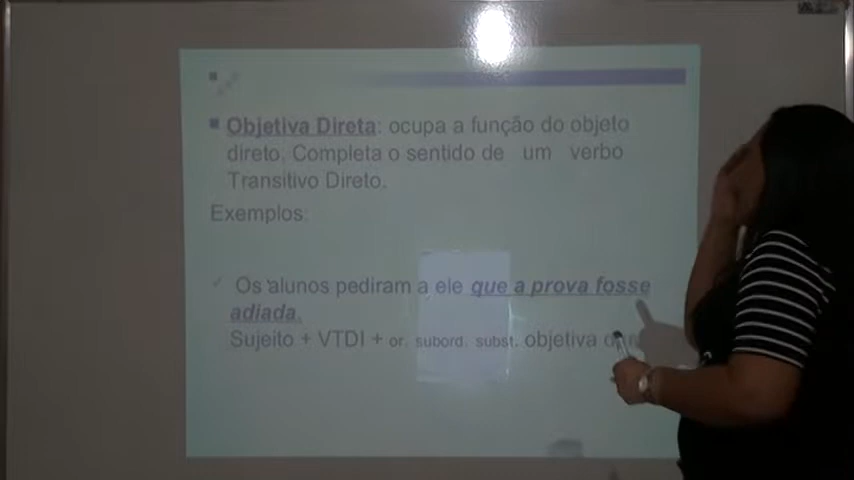 Objetiva Direta: ocupa a função do objeto
direto. Completa o sentido de um verbo
Transitivo Direto.
Exemplos:
Os alunos pediram a ele que a prova fosse
adiada.
Sujeito + VTDI + or. subord. subst. objetiva